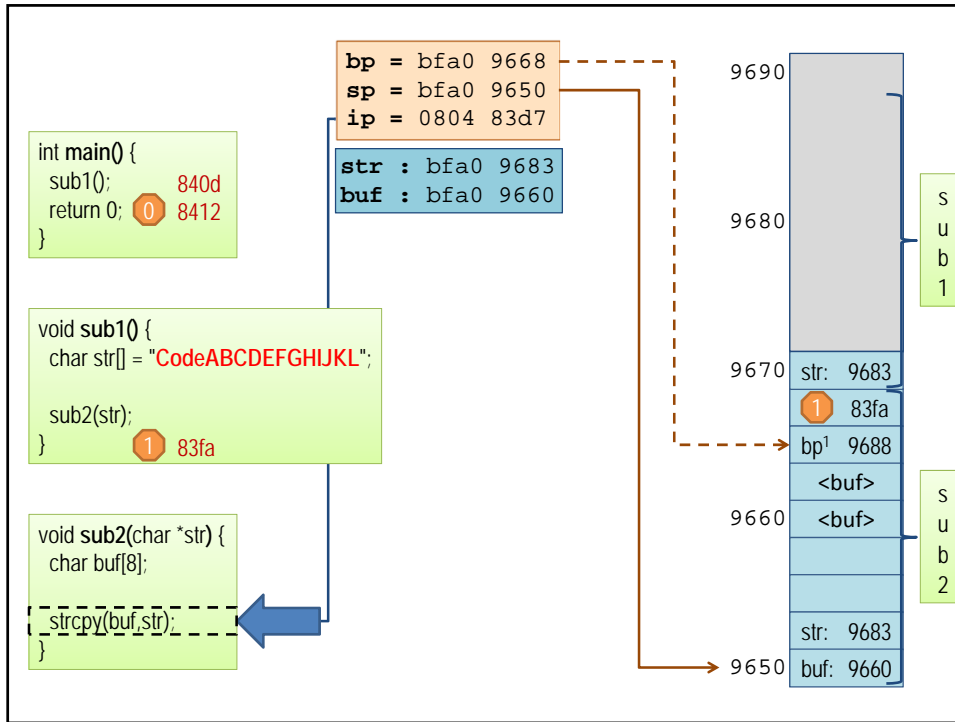 bp = bfa0 9668
sp = bfa0 9650
ip = 0804 83d7
str : bfa0 9683
buf : bfa0 9660
int main() {
sub1(); 840d
return 0; 0 8412
}
void sub1() {
char str[] = "CodeABCDEFGHIJKL";
sub2(str);
} 1 83fa
void sub2(char *str) {
char buf[8];
strcpy(buf,str);
}
9690
9680
9670 str: 9683
1 83fa
bp¹ 9688
<buf>
9660 <buf>
str: 9683
9650 buf: 9660
s
u
b
1
s
u
b
2